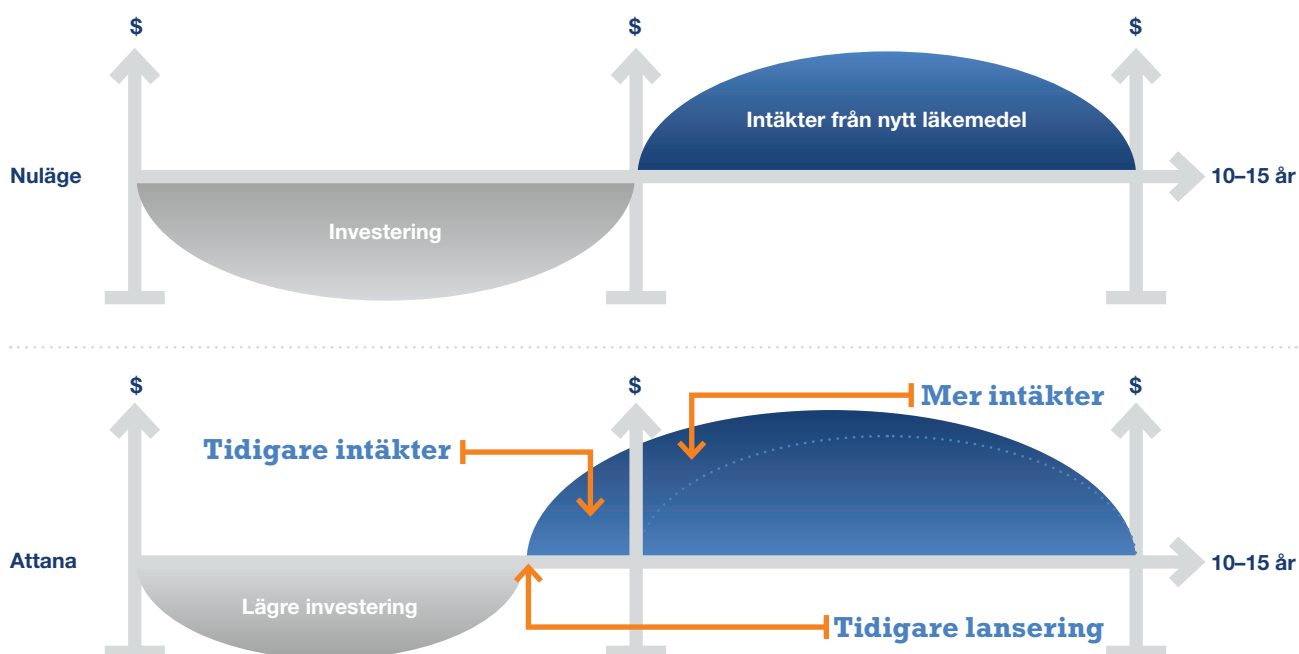 $ $ $
Intäkter från nytt läkemedel
Nuläge
10–15 år
Investering
$ $ $
Mer intäkter
Tidigare intäkter
Attana
10–15 år
Lägre investering
Tidigare lansering